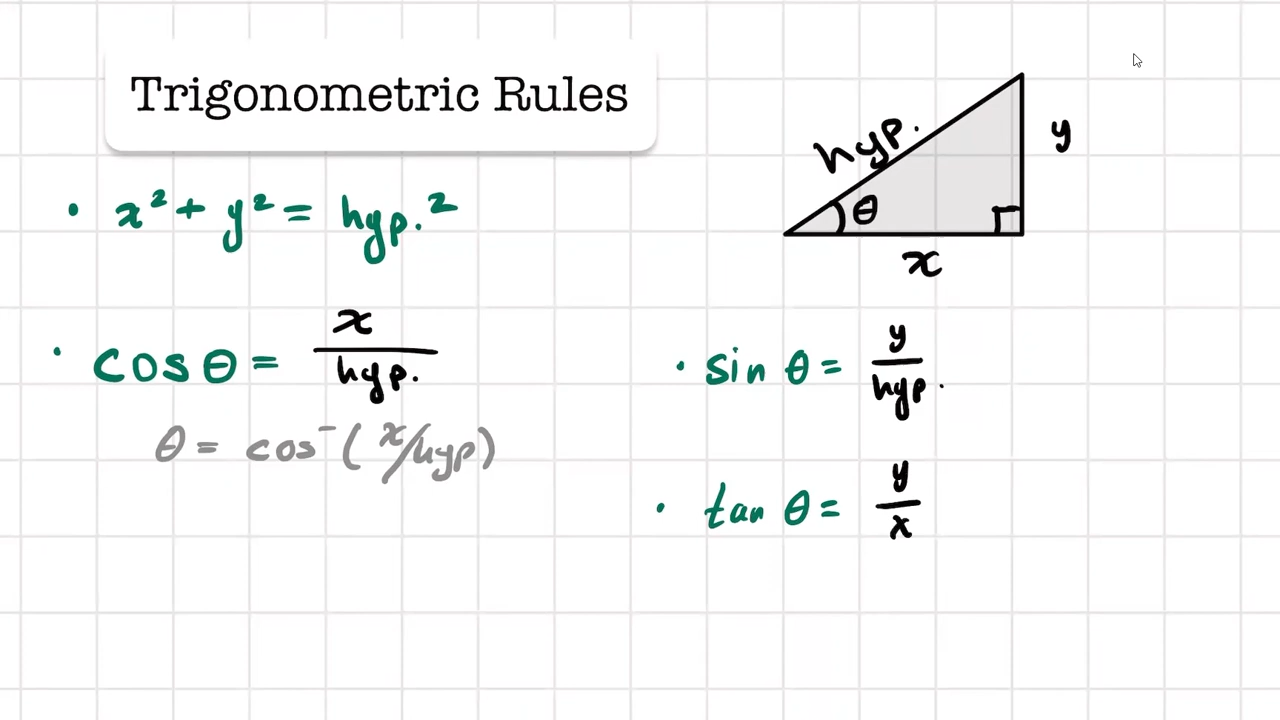 Trigonometric Rules
• x² + y² = hyp.²
• cos θ = x/hyp.
θ = cos⁻(x/hyp)
hyp.
y
θ
x
• sin θ = y/hyp.
• tan θ = y/x